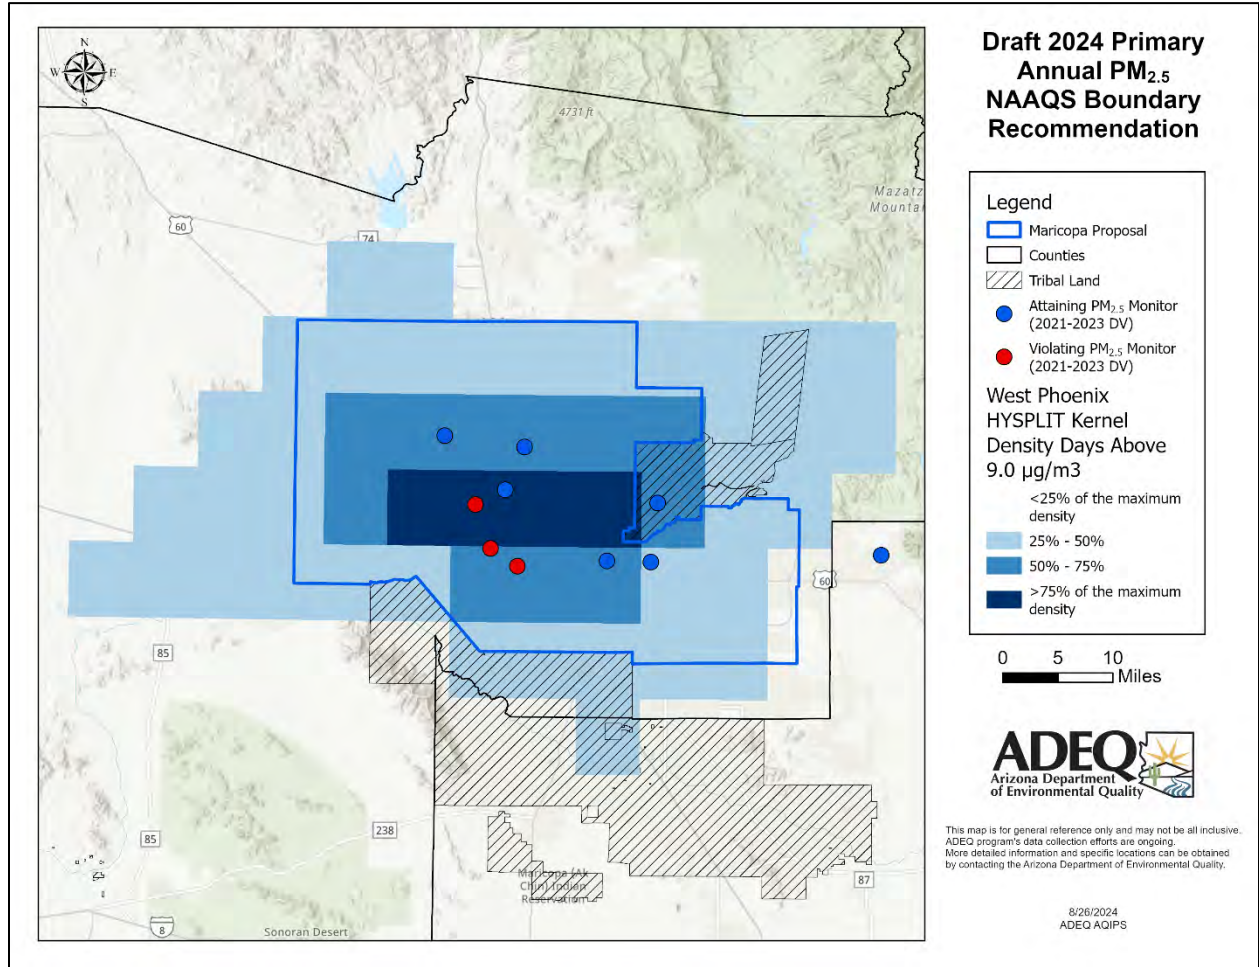 Draft 2024 Primary
Annual PM2.5
NAAQS Boundary
Recommendation
N
W E
S
4731 ft
Mazatz
Mountai
60
74
Legend
Maricopa Proposal
Counties
Tribal Land
Attaining PM2.5 Monitor
(2021-2023 DV)
Violating PM2.5 Monitor
(2021-2023 DV)
West Phoenix
HYSPLIT Kernel
Density Days Above
9.0 µg/m3
<25% of the maximum
density
25% - 50%
50% - 75%
>75% of the maximum
density
60
85
0 5 10
Miles
ADEQ
Arizona Department
of Environmental Quality
85
238
Maricopa (Ak
Chin) Indian
Reservation
87
8
Sonoran Desert
This map is for general reference only and may not be all inclusive.
ADEQ program's data collection efforts are ongoing.
More detailed information and specific locations can be obtained
by contacting the Arizona Department of Environmental Quality.
8/26/2024
ADEQ AQIPS